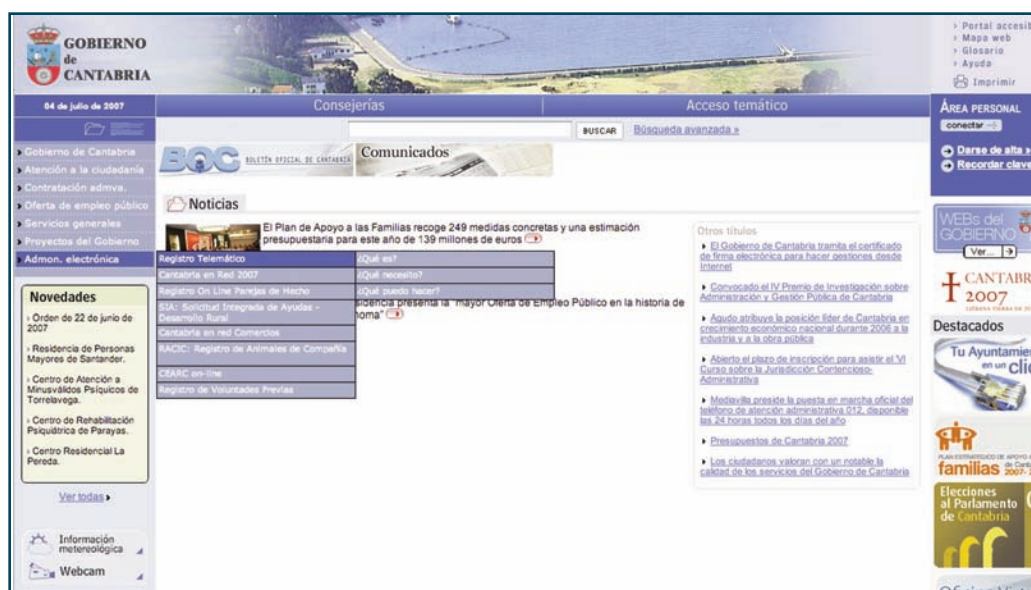 GOBIERNO
de
CANTABRIA
› Portal
› Mapa web
› Glosario
› Ayuda
Imprimir
04 de julio de 2007
Consejerías
Acceso temático
ÁREA PERSONAL
conectar
Darse de alta »
Recordar clave
BUSCAR
Búsqueda avanzada »
Gobierno de Cantabria
Atención a la ciudadanía
Contratación admva.
Oferta de empleo público
Servicios generales
Proyectos del Gobierno
Admon. electrónica
BOC BOLETÍN OFICIAL DE CANTABRIA
Comunicados
Noticias
El Plan de Apoyo a las Familias recoge 249 medidas concretas y una estimación
presupuestaria para este año de 139 millones de euros
Registro Telemático
Cantabria en Red 2007
Registro On Line Parejas de Hecho
SIA: Solicitud Integrada de Ayudas -
Desarrollo Rural
Cantabria en red Comercios
RACIC: Registro de Animales de Compañía
CEARC on-line
Registro de Voluntades Previas
¿Qué es?
¿Qué necesito?
¿Qué puedo hacer?
presenta la "mayor Oferta de Empleo Público en la historia de
Otros títulos
El Gobierno de Cantabria tramita el certificado
de firma electrónica para hacer gestiones desde
Internet
Convocado el IV Premio de Investigación sobre
Administración y Gestión Pública de Cantabria
Agudo atribuye la posición líder de Cantabria en
crecimiento económico nacional durante 2006 a la
industria y a la obra pública
Abierto el plazo de inscripción para asistir el VI
Curso sobre la Jurisdicción Contencioso-
Administrativa
Mediavilla preside la puesta en marcha oficial del
teléfono de atención administrativa 012, disponible
las 24 horas todos los días del año
Presupuestos de Cantabria 2007
Los ciudadanos valoran con un notable la
calidad de los servicios del Gobierno de Cantabria
Novedades
› Orden de 22 de junio de
2007
› Residencia de Personas
Mayores de Santander.
› Centro de Atención a
Minusválidos Psíquicos de
Torrelavega.
› Centro de Rehabilitación
Psiquiátrica de Parayas.
› Centro Residencial La
Pereda.
Ver todas
Información
metereológica
Webcam
WEBs del
GOBIERNO
Ver...
2007
Destacados
Tu
en un
familias
Elecciones
al Parlamento
de Cantabria